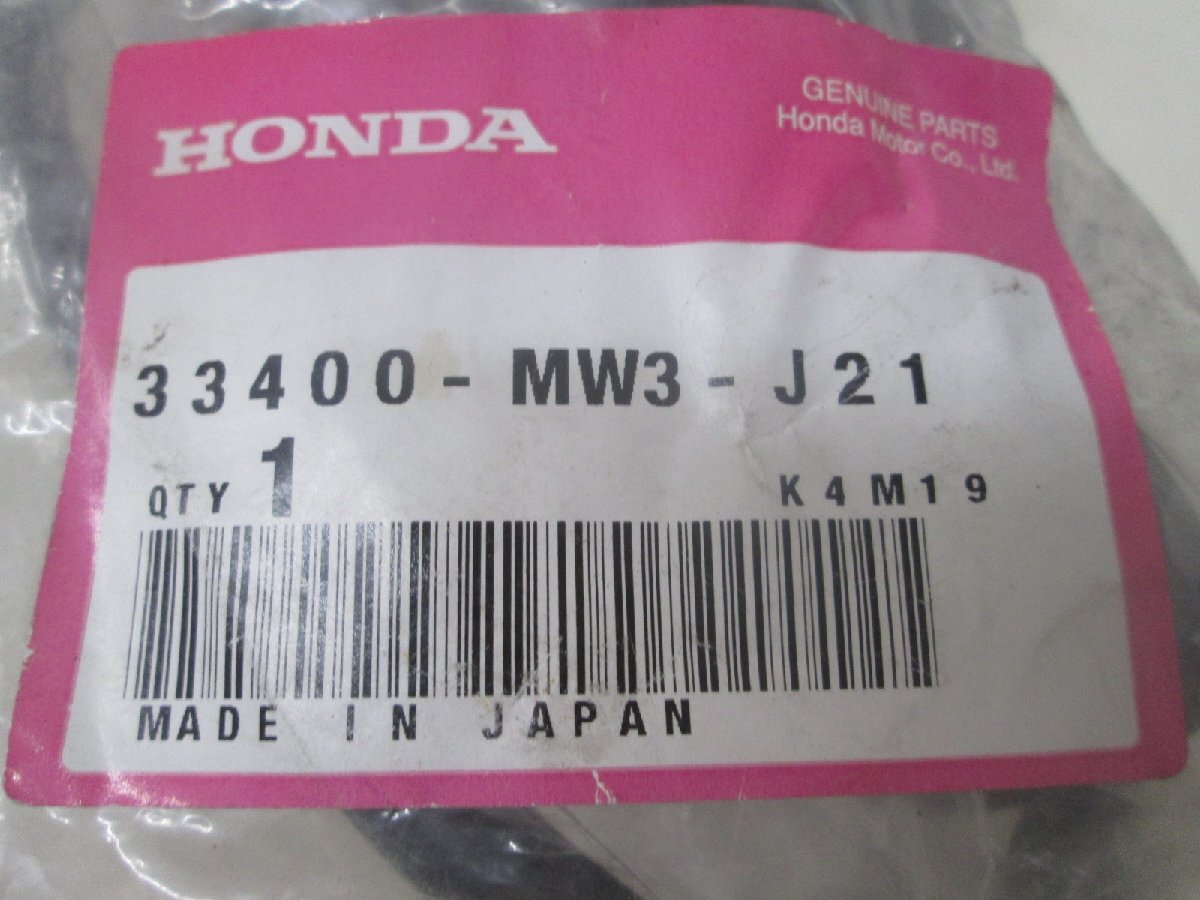 HONDA
GENUINE PARTS
Honda Motor Co., Ltd.
33400-MW3-J21
QTY 1 K4M19
MADE IN JAPAN